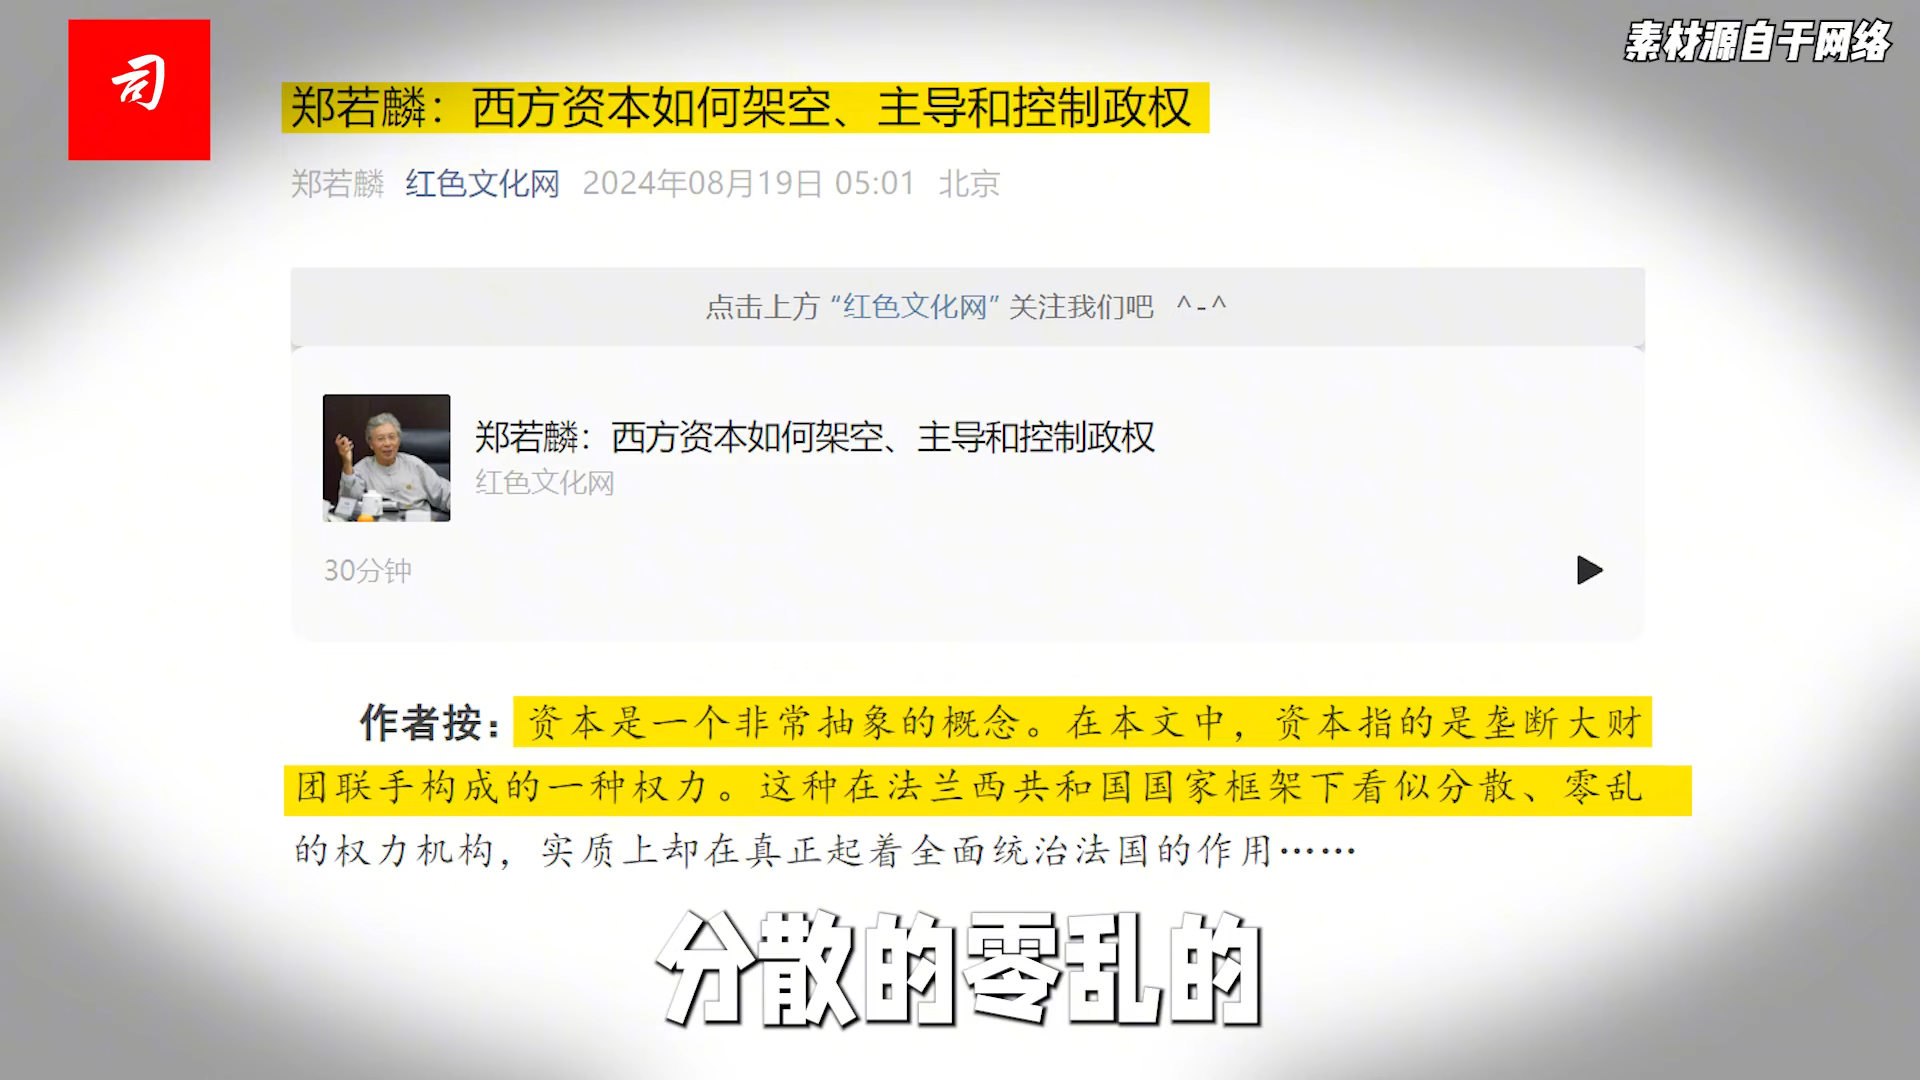 司
素材源自于网络
郑若麟：西方资本如何架空、主导和控制政权
郑若麟 红色文化网 2024年08月19日 05:01 北京
点击上方“红色文化网”关注我们吧 ^-^
郑若麟：西方资本如何架空、主导和控制政权
红色文化网
30分钟
作者按：资本是一个非常抽象的概念。在本文中，资本指的是垄断大财
团联手构成的一种权力。这种在法兰西共和国国家框架下看似分散、零乱
的权力机构，实质上却在真正起着全面统治法国的作用……
分散的零乱的